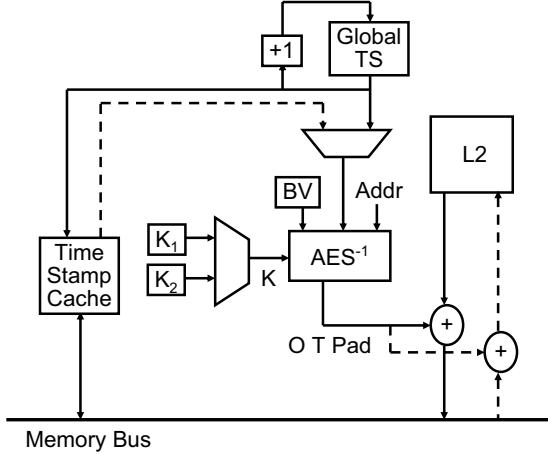 +1
Global
TS
L2
BV
Addr
K1
K2
K
AES-1
Time
Stamp
Cache
+
O T Pad
+
Memory Bus